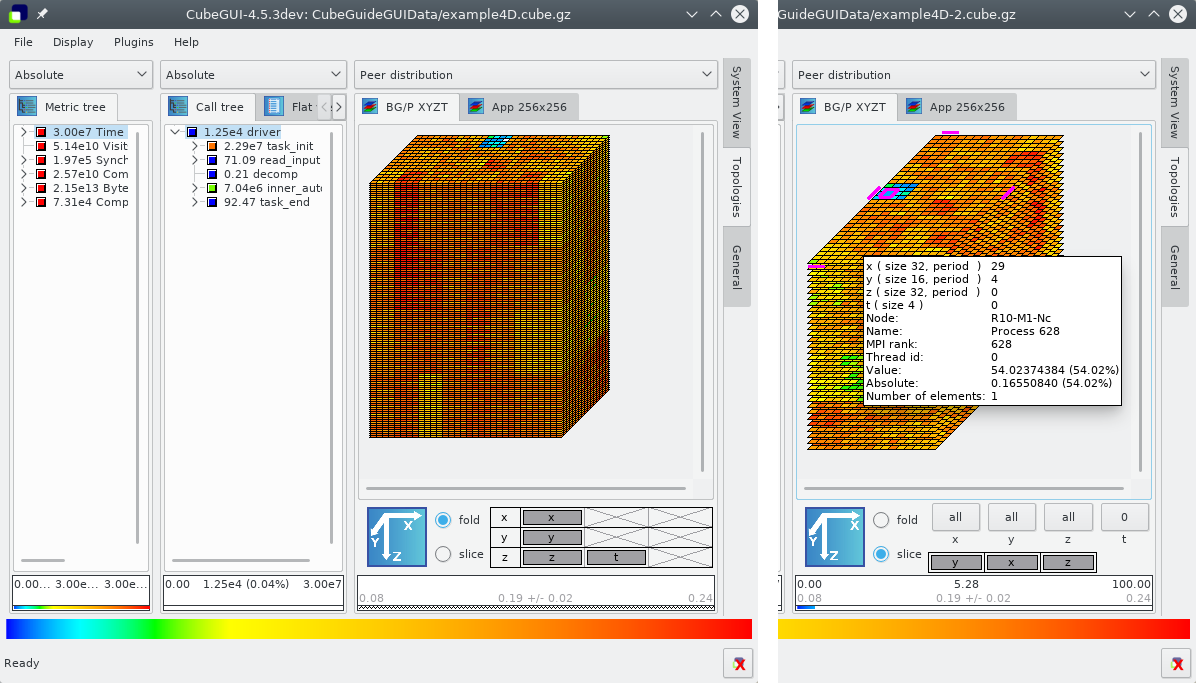 CubeGUI-4.5.3dev: CubeGuideGUIData/example4D.cube.gz
File Display Plugins Help
Absolute
Absolute
Peer distribution
Metric tree
Call tree
Flat
BG/P XYZT
App 256x256
System View
Topologies
General
3.00e7 Time
5.14e10 Visit
1.97e5 Synch
2.57e10 Com
2.15e13 Byte
7.31e4 Comp
1.25e4 driver
2.29e7 task_init
71.09 read_input
0.21 decomp
7.04e6 inner_auto
92.47 task_end
X
Y
Z
fold
slice
x x
y y
z z t
0.00... 3.00e... 3.00e...
0.00 1.25e4 (0.04%) 3.00e7
0.08 0.19 +/- 0.02 0.24
Ready
GuideGUIData/example4D-2.cube.gz
Peer distribution
BG/P XYZT
App 256x256
System View
Topologies
General
x ( size 32, period ) 29
y ( size 16, period ) 4
z ( size 32, period ) 0
t ( size 4 ) 0
Node: R10-M1-Nc
Name: Process 628
MPI rank: 628
Thread id: 0
Value: 54.02374384 (54.02%)
Absolute: 0.16550840 (54.02%)
Number of elements: 1
X
Y
Z
fold
slice
all all all 0
x y z t
y x z
0.00 5.28 100.00
0.08 0.19 +/- 0.02 0.24